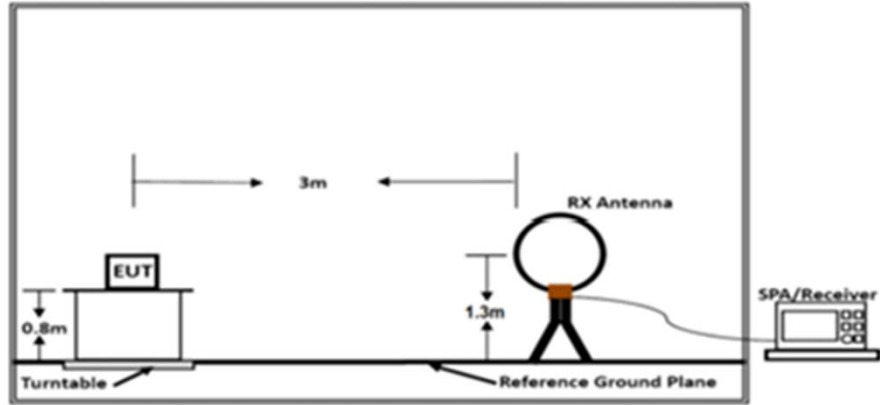 3m
RX Antenna
EUT
SPA/Receiver
0.8m
1.3m
Turntable
Reference Ground Plane